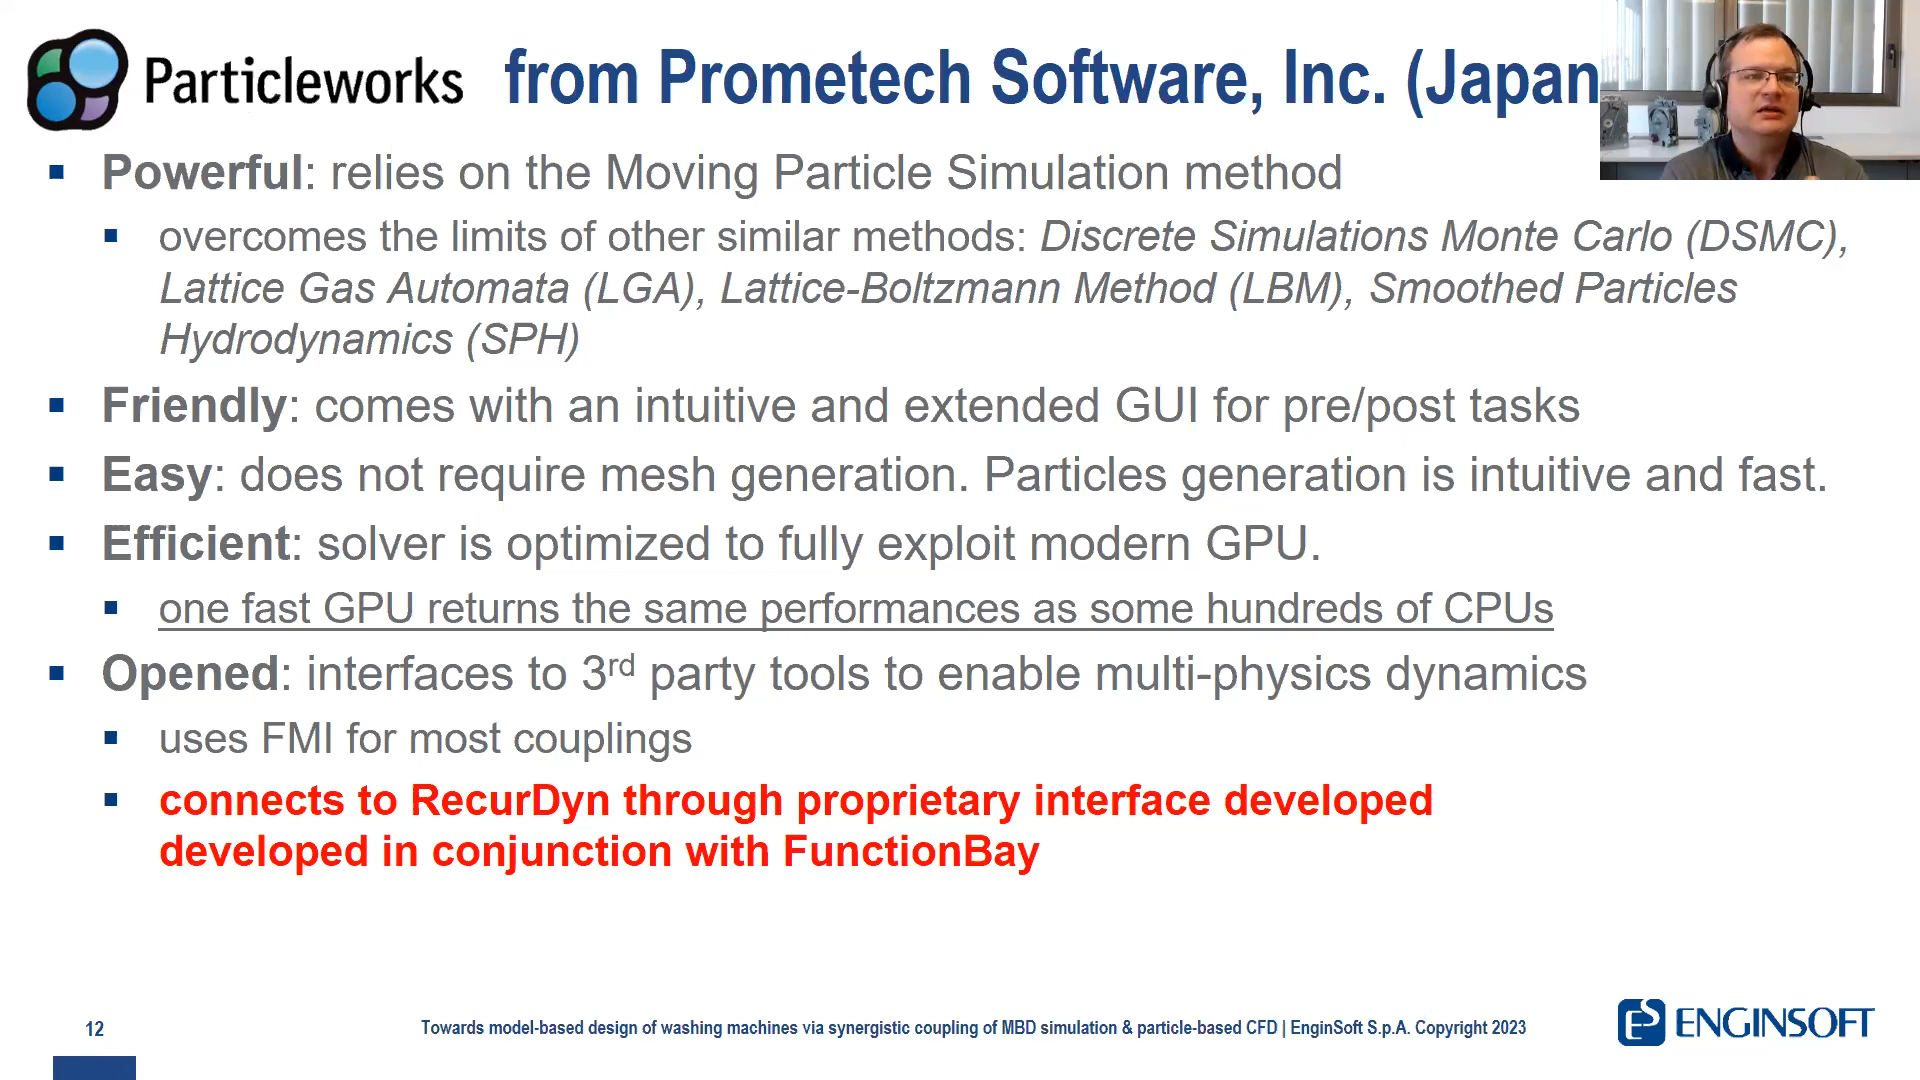 Particleworks from Prometech Software, Inc. (Japan
▪ Powerful: relies on the Moving Particle Simulation method
▪ overcomes the limits of other similar methods: Discrete Simulations Monte Carlo (DSMC),
Lattice Gas Automata (LGA), Lattice-Boltzmann Method (LBM), Smoothed Particles
Hydrodynamics (SPH)
▪ Friendly: comes with an intuitive and extended GUI for pre/post tasks
▪ Easy: does not require mesh generation. Particles generation is intuitive and fast.
▪ Efficient: solver is optimized to fully exploit modern GPU.
▪ one fast GPU returns the same performances as some hundreds of CPUs
▪ Opened: interfaces to 3rd party tools to enable multi-physics dynamics
▪ uses FMI for most couplings
▪ connects to RecurDyn through proprietary interface developed
developed in conjunction with FunctionBay
12
Towards model-based design of washing machines via synergistic coupling of MBD simulation & particle-based CFD | EnginSoft S.p.A. Copyright 2023
ENGINSOFT